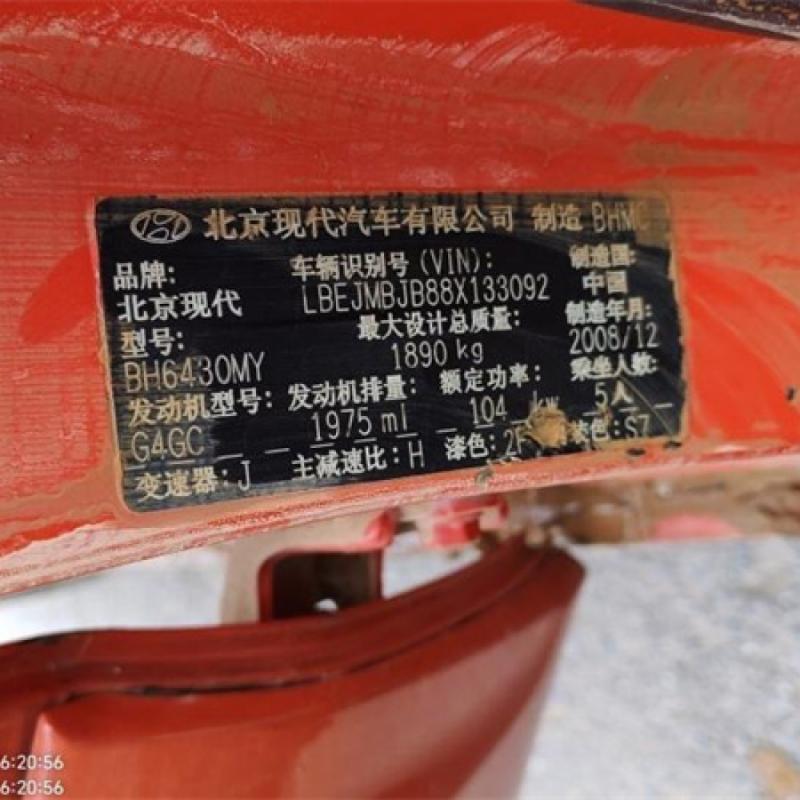 北京现代汽车有限公司 制造 BHMC
品牌: 车辆识别号(VIN): 制造国:
北京现代 LBEJMBJB88X133092 中国
型号: 最大设计总质量: 制造年月:
BH6430MY 1890 kg 2008/12
发动机型号: 发动机排量: 额定功率: 乘坐人数:
G4GC 1975 ml 104 kw 5人
变速器: J 主减速比: H 漆色: 装色: S7
6:20:56
6:20:56